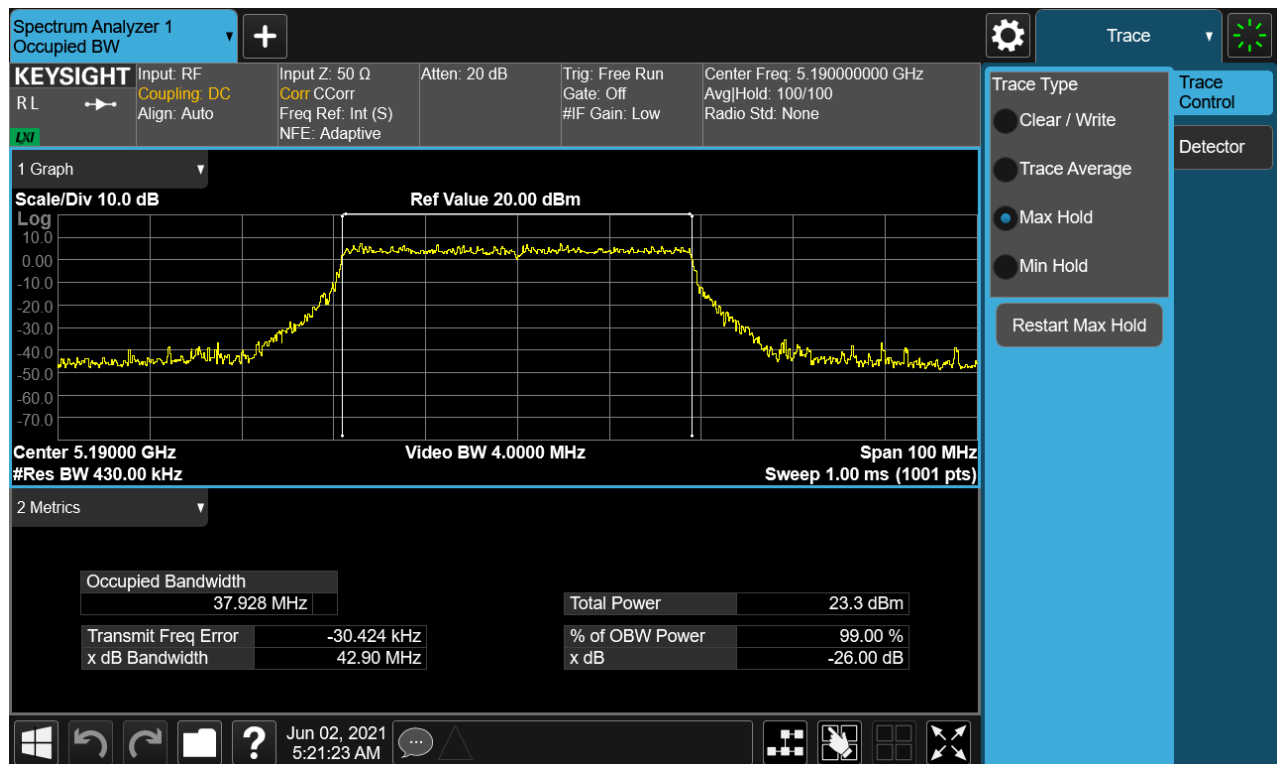 Spectrum Analyzer 1
Occupied BW
Trace
KEYSIGHT
R L
LXI
Input: RF
Coupling: DC
Align: Auto
Input Z: 50 Ω
Corr CCorr
Freq Ref: Int (S)
NFE: Adaptive
Atten: 20 dB
Trig: Free Run
Gate: Off
#IF Gain: Low
Center Freq: 5.190000000 GHz
Avg|Hold: 100/100
Radio Std: None
1 Graph
Scale/Div 10.0 dB
Ref Value 20.00 dBm
Log
10.0
0.00
-10.0
-20.0
-30.0
-40.0
-50.0
-60.0
-70.0
Center 5.19000 GHz
Video BW 4.0000 MHz
Span 100 MHz
#Res BW 430.00 kHz
Sweep 1.00 ms (1001 pts)
2 Metrics
Occupied Bandwidth
37.928 MHz
Total Power 23.3 dBm
Transmit Freq Error -30.424 kHz
% of OBW Power 99.00 %
x dB Bandwidth 42.90 MHz
x dB -26.00 dB
Jun 02, 2021
5:21:23 AM
Trace Type
Clear / Write
Trace Average
Max Hold
Min Hold
Restart Max Hold
Trace
Control
Detector